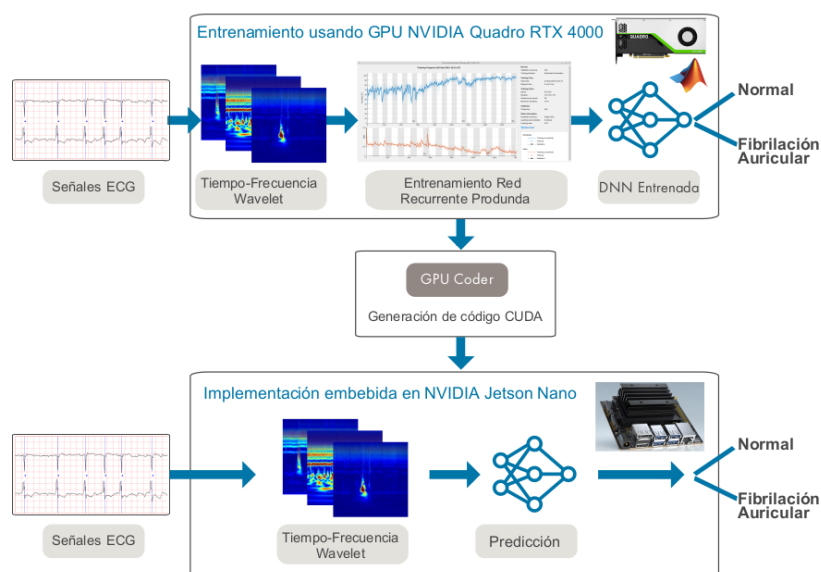 Entrenamiento usando GPU NVIDIA Quadro RTX 4000
QUADRO
Normal
Fibrilación
Auricular
Señales ECG
Tiempo-Frecuencia
Wavelet
Entrenamiento Red
Recurrente Produnda
DNN Entrenada
GPU Coder
Generación de código CUDA
Implementación embebida en NVIDIA Jetson Nano
Normal
Fibrilación
Auricular
Señales ECG
Tiempo-Frecuencia
Wavelet
Predicción